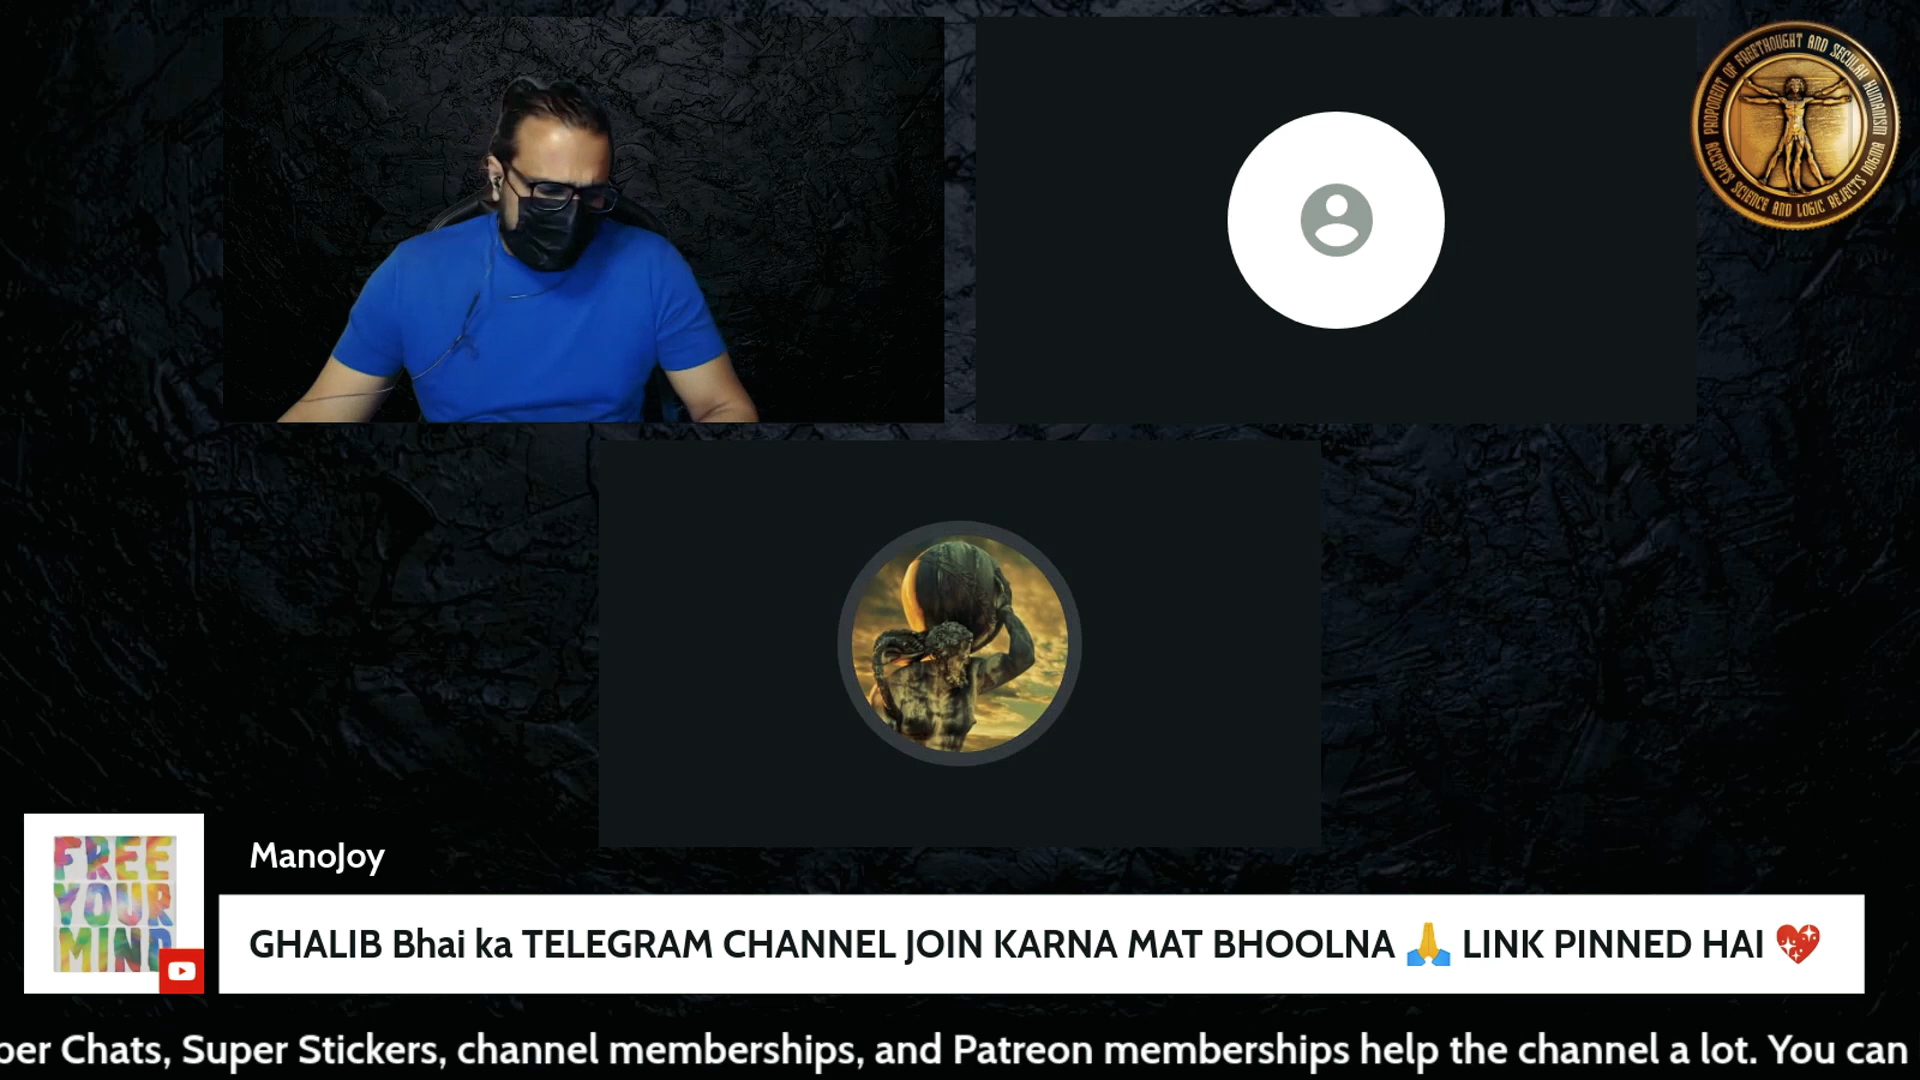 PROPONENT OF FREETHOUGHT AND SECULAR HUMANISM
ACCEPTS SCIENCE AND LOGIC REJECTS DOGMA
FREE
YOUR
MIND
ManoJoy
GHALIB Bhai ka TELEGRAM CHANNEL JOIN KARNA MAT BHOOLNA 🙏 LINK PINNED HAI 💖
per Chats, Super Stickers, channel memberships, and Patreon memberships help the channel a lot. You can